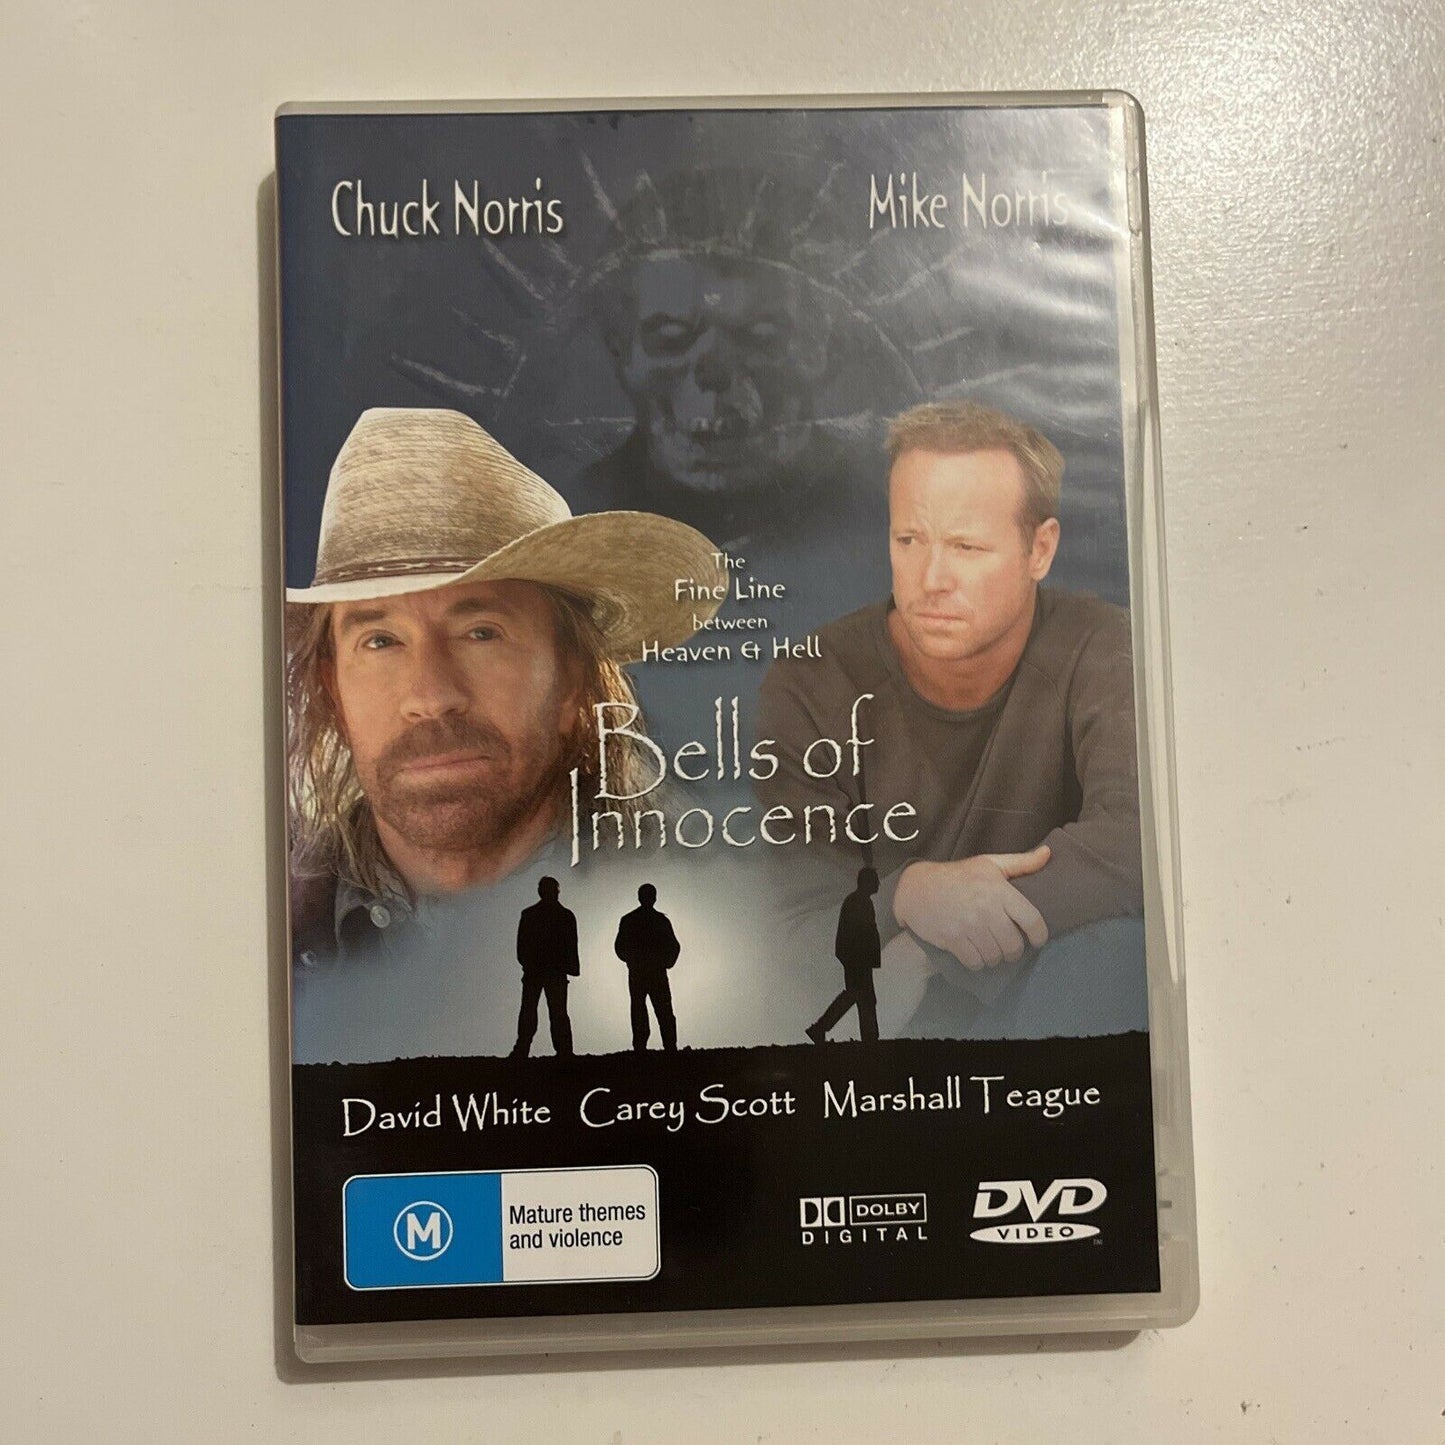 Chuck Norris
Mike Norris
The
Fine Line
between
Heaven & Hell
Bells of
Innocence
David White Carey Scott Marshall Teague
M
Mature themes
and violence
DOLBY
DIGITAL
DVD
VIDEO
TM